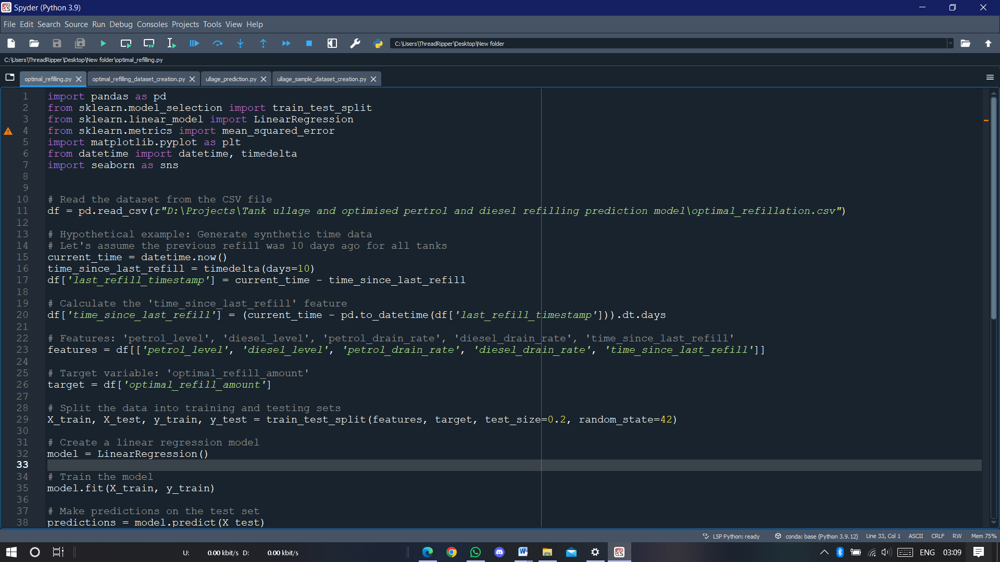 Spyder (Python 3.9)
File Edit Search Source Run Debug Consoles Projects Tools View Help
C:\Users\ThreadRipper\Desktop\New folder
C:\Users\ThreadRipper\Desktop\New folder\optimal_refilling.py
optimal_refilling.py optimal_refilling_dataset_creation.py ullage_prediction.py ullage_sample_dataset_creation.py
1 import pandas as pd
2 from sklearn.model_selection import train_test_split
3 from sklearn.linear_model import LinearRegression
4 from sklearn.metrics import mean_squared_error
5 import matplotlib.pyplot as plt
6 from datetime import datetime, timedelta
7 import seaborn as sns
8
9
10 # Read the dataset from the CSV file
11 df = pd.read_csv(r"D:\Projects\Tank ullage and optimised pertrol and diesel refilling prediction model\optimal_refillation.csv")
12
13 # Hypothetical example: Generate synthetic time data
14 # Let's assume the previous refill was 10 days ago for all tanks
15 current_time = datetime.now()
16 time_since_last_refill = timedelta(days=10)
17 df['last_refill_timestamp'] = current_time - time_since_last_refill
18
19 # Calculate the 'time_since_last_refill' feature
20 df['time_since_last_refill'] = (current_time - pd.to_datetime(df['last_refill_timestamp'])).dt.days
21
22 # Features: 'petrol_level', 'diesel_level', 'petrol_drain_rate', 'diesel_drain_rate', 'time_since_last_refill'
23 features = df[['petrol_level', 'diesel_level', 'petrol_drain_rate', 'diesel_drain_rate', 'time_since_last_refill']]
24
25 # Target variable: 'optimal_refill_amount'
26 target = df['optimal_refill_amount']
27
28 # Split the data into training and testing sets
29 X_train, X_test, y_train, y_test = train_test_split(features, target, test_size=0.2, random_state=42)
30
31 # Create a linear regression model
32 model = LinearRegression()
33
34 # Train the model
35 model.fit(X_train, y_train)
36
37 # Make predictions on the test set
38 predictions = model.predict(X_test)
LSP Python: ready conda: base (Python 3.9.12) Line 33, Col 1 ASCII CRLF RW Mem 75%
U: 0.00 kbit/s D: 0.00 kbit/s ENG 03:09